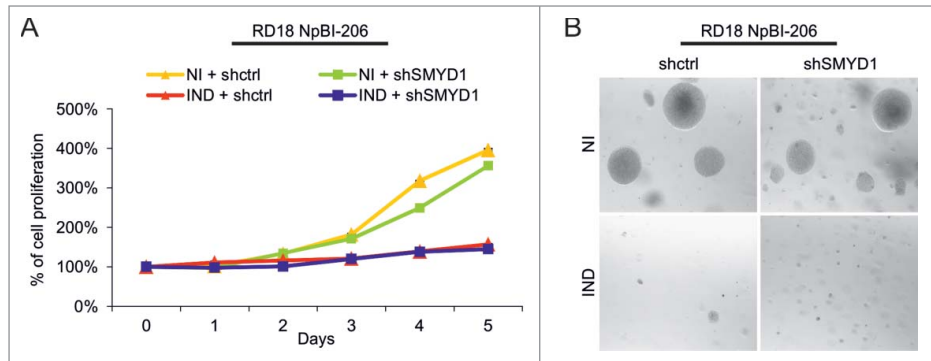 A
RD18 NpBI-206
NI + shctrl
NI + shSMYD1
IND + shctrl
IND + shSMYD1
% of cell proliferation
500%
400%
300%
200%
100%
0%
0 1 2 3 4 5
Days
B
RD18 NpBI-206
shctrl shSMYD1
NI
IND